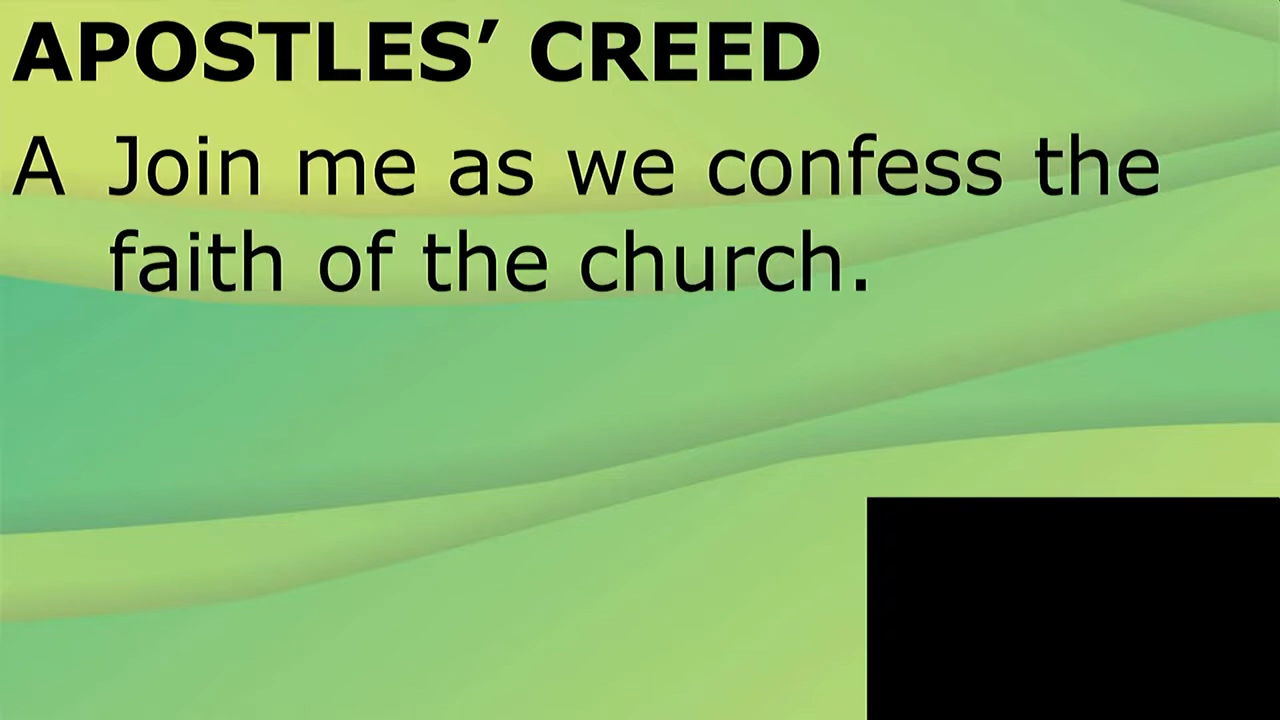 APOSTLES’ CREED
A Join me as we confess the
faith of the church.